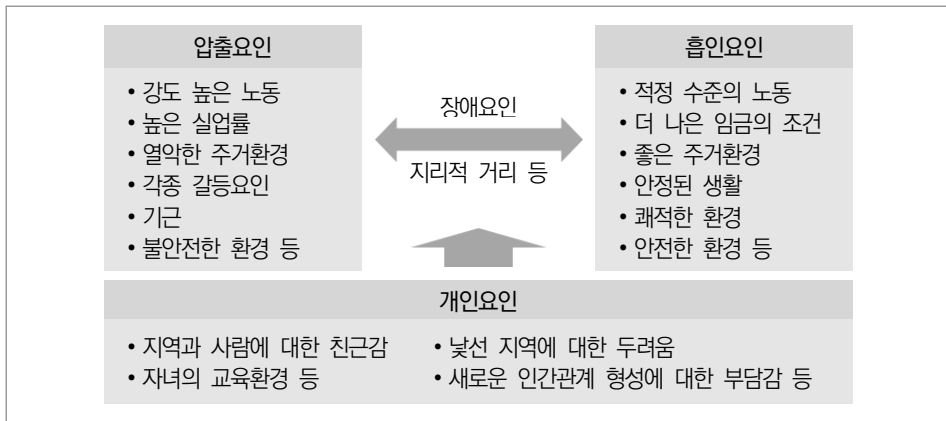 압출요인
• 강도 높은 노동
• 높은 실업률
• 열악한 주거환경
• 각종 갈등요인
• 기근
• 불안전한 환경 등
장애요인
지리적 거리 등
흡인요인
• 적정 수준의 노동
• 더 나은 임금의 조건
• 좋은 주거환경
• 안정된 생활
• 쾌적한 환경
• 안전한 환경 등
개인요인
• 지역과 사람에 대한 친근감
• 자녀의 교육환경 등
• 낯선 지역에 대한 두려움
• 새로운 인간관계 형성에 대한 부담감 등